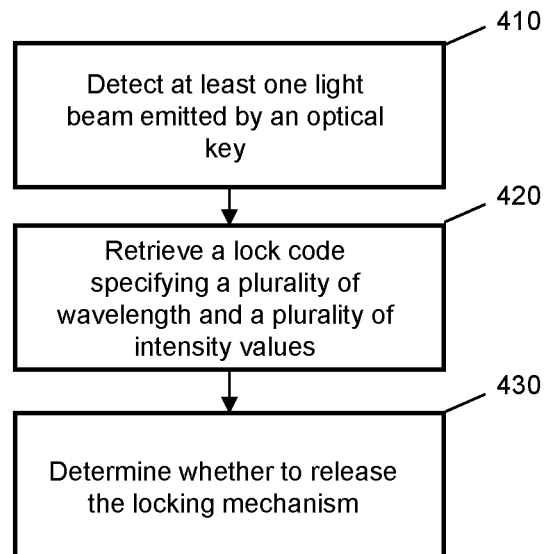 410
Detect at least one light
beam emitted by an optical
key
420
Retrieve a lock code
specifying a plurality of
wavelength and a plurality of
intensity values
430
Determine whether to release
the locking mechanism